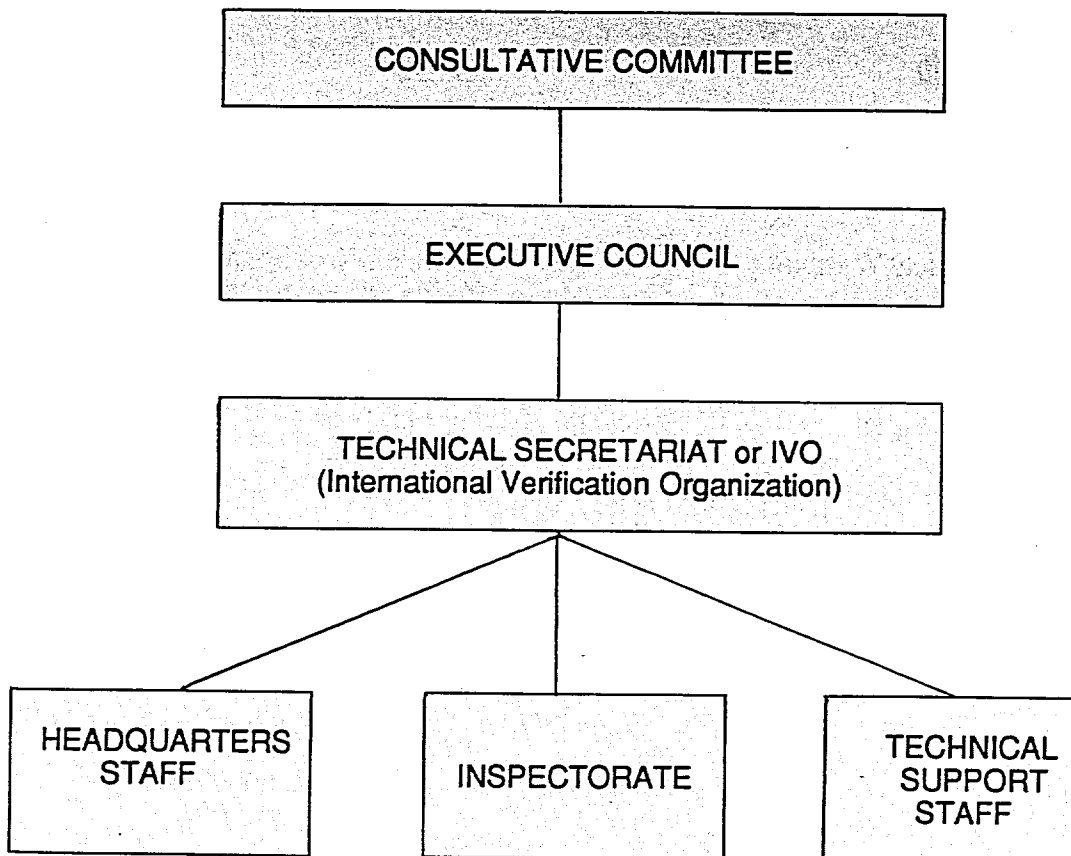 CONSULTATIVE COMMITTEE
EXECUTIVE COUNCIL
TECHNICAL SECRETARIAT or IVO
(International Verification Organization)
HEADQUARTERS
STAFF
INSPECTORATE
TECHNICAL
SUPPORT
STAFF